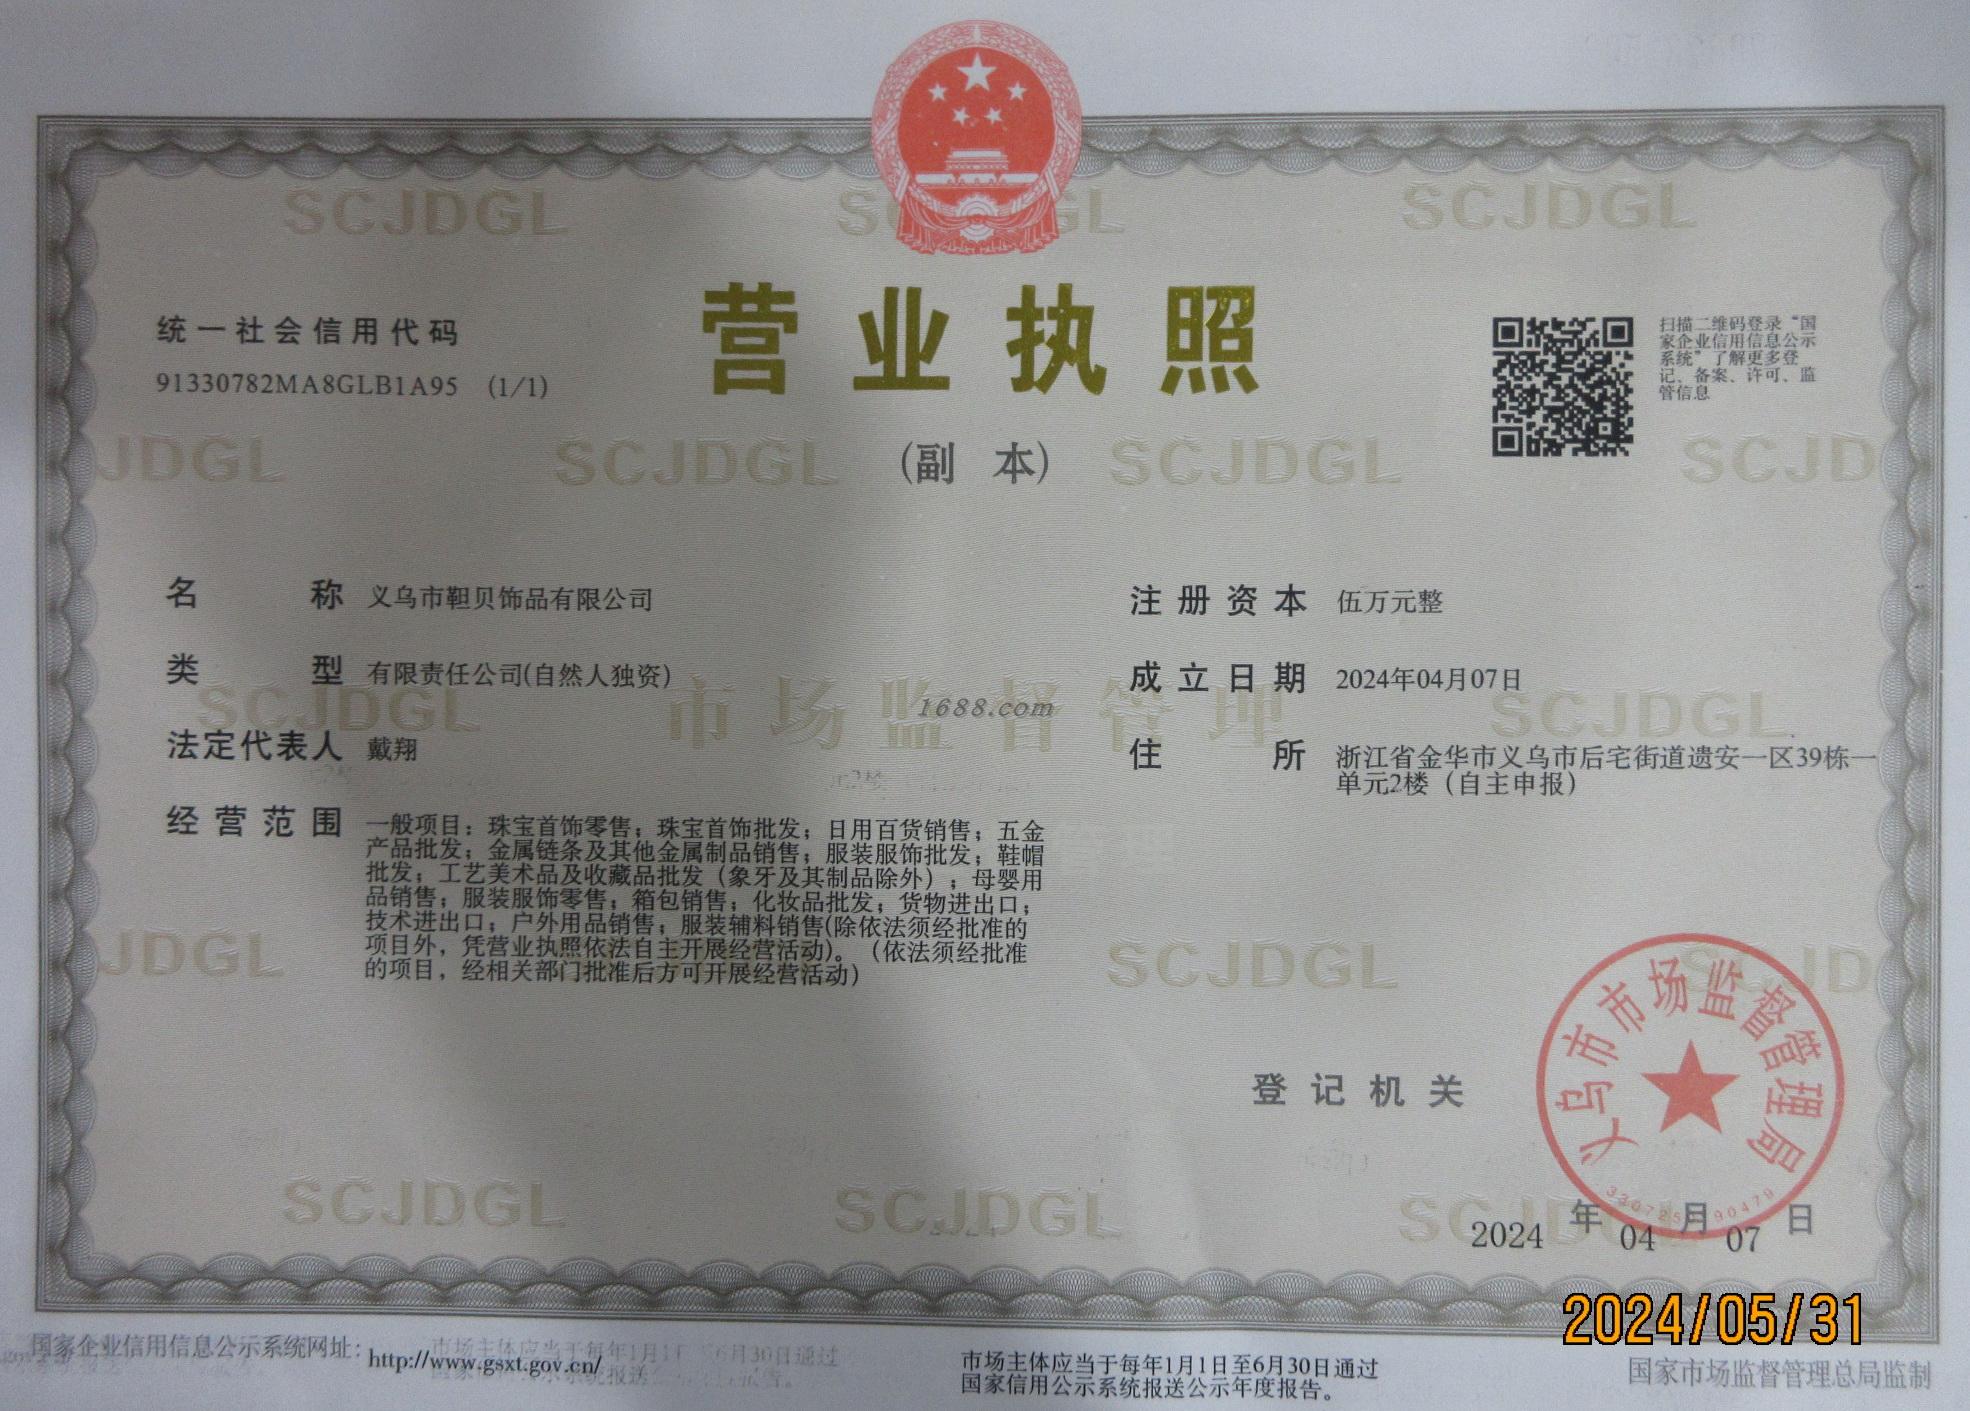 营业执照
(副 本)
统一社会信用代码
91330782MA8GLB1A95 (1/1)
扫描二维码登录“国
家企业信用信息公示
系统”了解更多登
记、备案、许可、监
管信息
名 称 义乌市靼贝饰品有限公司
类 型 有限责任公司(自然人独资)
法定代表人 戴翔
经营范围 一般项目：珠宝首饰零售；珠宝首饰批发；日用百货销售；五金
产品批发；金属链条及其他金属制品销售；服装服饰批发；鞋帽
批发；工艺美术品及收藏品批发（象牙及其制品除外）；母婴用
品销售；服装服饰零售；箱包销售；化妆品批发；货物进出口；
技术进出口；户外用品销售；服装辅料销售(除依法须经批准的
项目外，凭营业执照依法自主开展经营活动)。（依法须经批准
的项目，经相关部门批准后方可开展经营活动）
注册资本 伍万元整
成立日期 2024年04月07日
住 所 浙江省金华市义乌市后宅街道遗安一区39栋一
单元2楼（自主申报）
SCJDGL
市场监督管理
1688.com
登记机关
义乌市市场监督管理局
2024 年 04 月 07 日
2024/05/31
国家企业信用信息公示系统网址：http://www.gsxt.gov.cn/
市场主体应当于每年1月1日至6月30日通过
国家信用公示系统报送公示年度报告。
国家市场监督管理总局监制